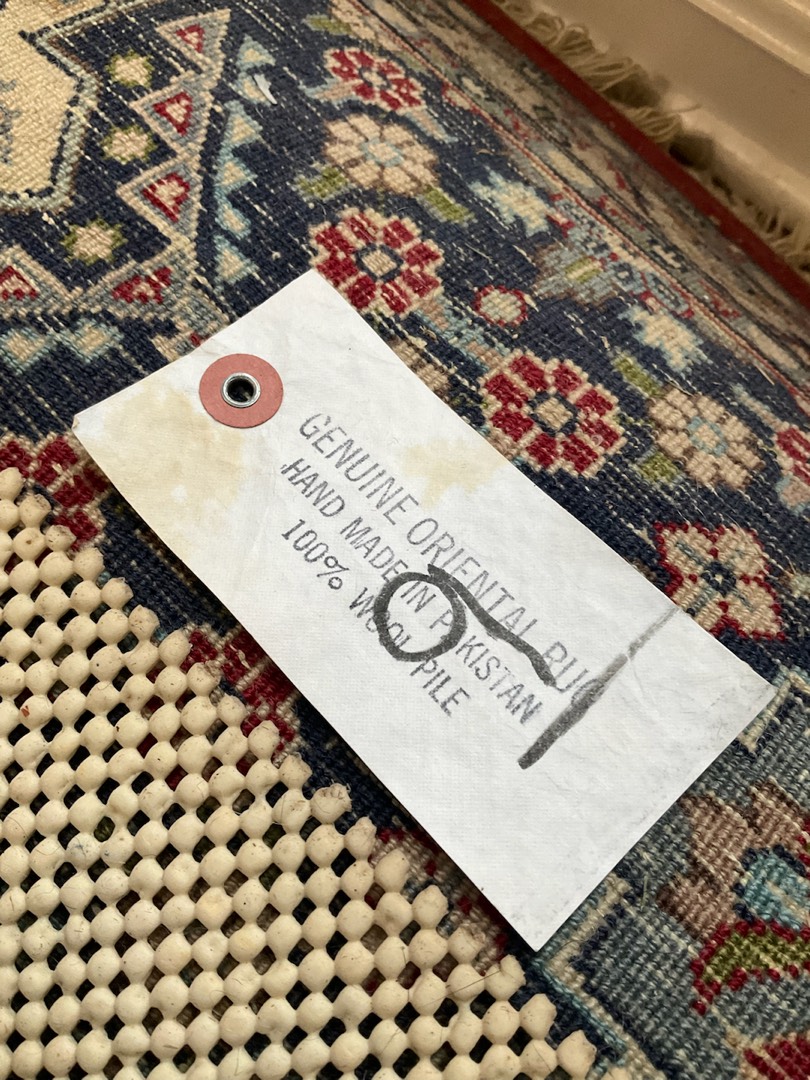 GENUINE ORIENTAL RUG
HAND MADE IN PAKISTAN
100% WOOL PILE